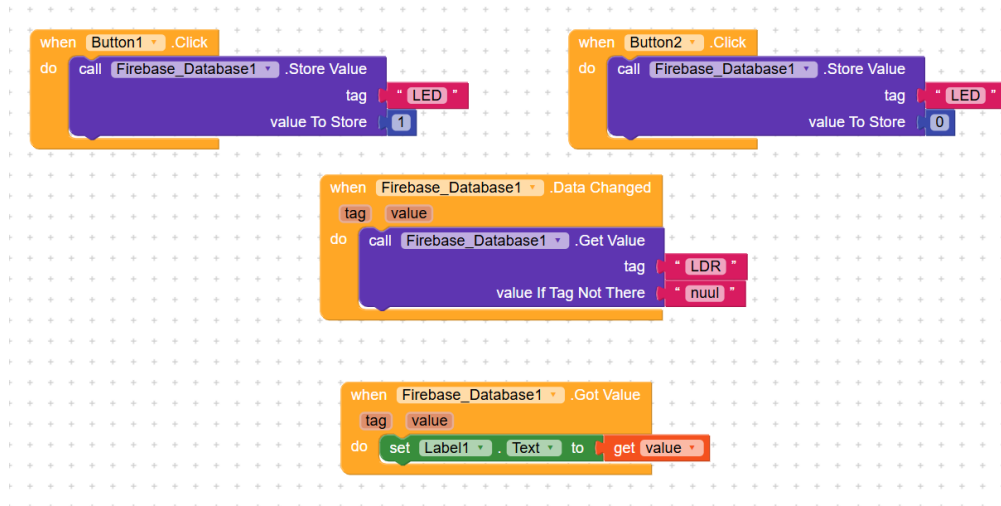 when Button1 .Click
do call Firebase_Database1 .Store Value
tag " LED "
value To Store 1
when Button2 .Click
do call Firebase_Database1 .Store Value
tag " LED "
value To Store 0
when Firebase_Database1 .Data Changed
tag value
do call Firebase_Database1 .Get Value
tag " LDR "
value If Tag Not There " nuul "
when Firebase_Database1 .Got Value
tag value
do set Label1 . Text to get value